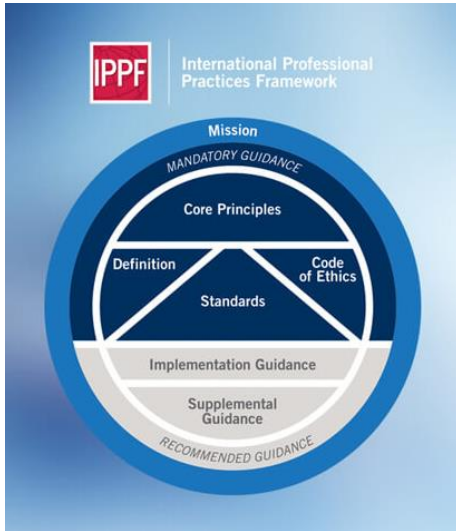 IPPF
International Professional
Practices Framework
Mission
MANDATORY GUIDANCE
Core Principles
Definition
Code
of Ethics
Standards
Implementation Guidance
Supplemental
Guidance
RECOMMENDED GUIDANCE